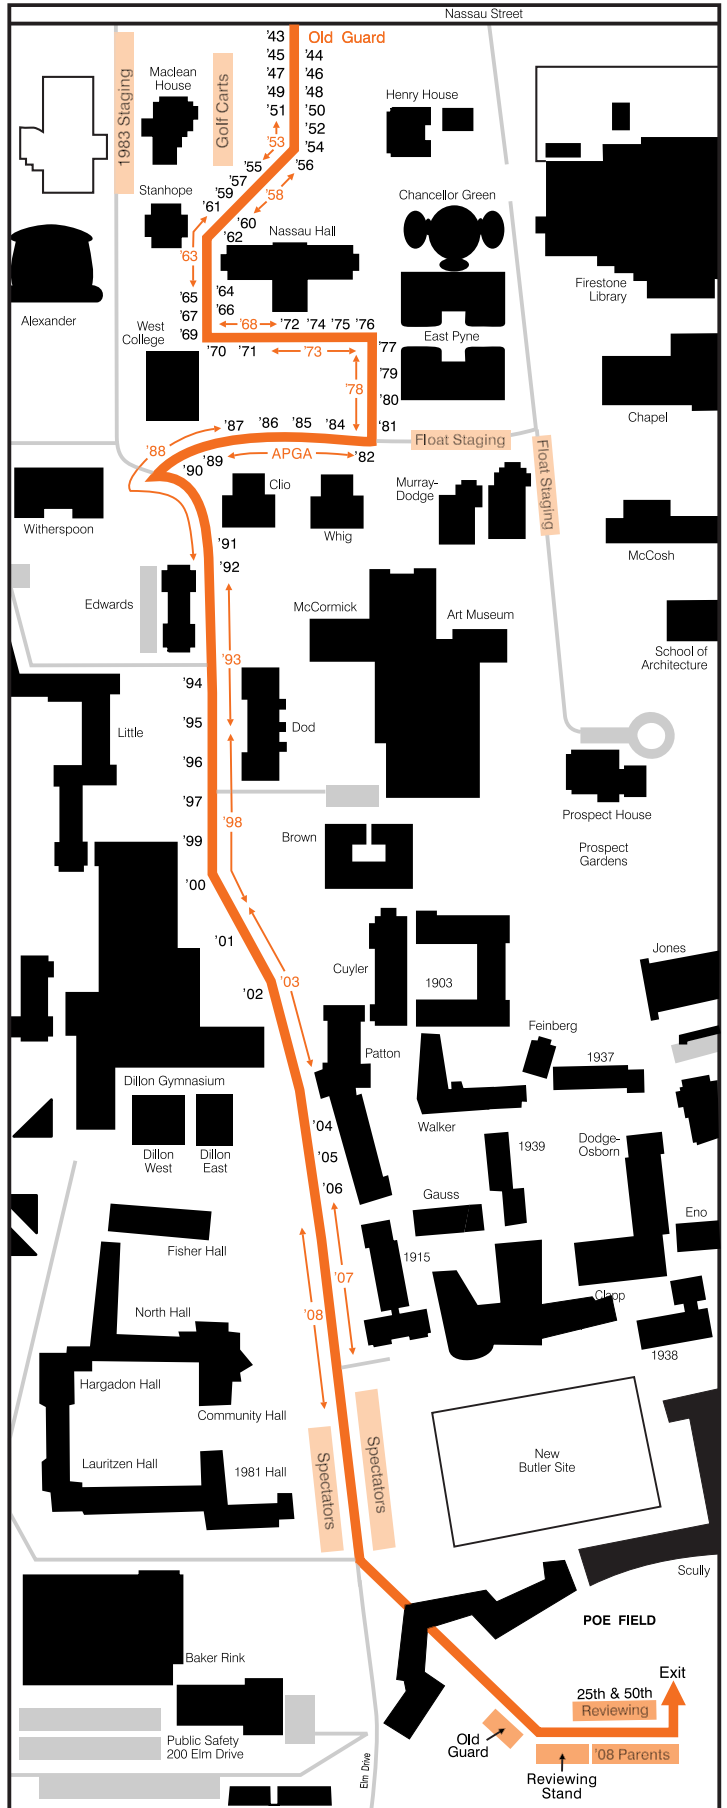 Nassau Street
'43
Old Guard
'45
'44
'47
'46
'49
'48
'51
'50
'52
'53
'54
1983 Staging
Maclean
House
Golf Carts
Henry House
'55
'56
'57
'59
'58
'61
'60
'62
Stanhope
Chancellor Green
Nassau Hall
'63
Firestone
Library
'65
'64
'67
'66
'69
'68
'72
'74
'75
'76
Alexander
West
College
East Pyne
'70
'71
'73
'77
'79
'78
'80
'81
Chapel
'87
'86
'85
'84
Float Staging
Float Staging
'88
'89
APGA
'82
'90
Clio
Murray-
Dodge
Witherspoon
Whig
McCosh
'91
'92
Edwards
McCormick
Art Museum
School of
Architecture
'93
'94
Little
'95
Dod
'96
'97
'98
Prospect House
Prospect
Gardens
'99
Brown
'00
'01
'02
'03
Cuyler
1903
Jones
Feinberg
1937
Patton
Dillon Gymnasium
Dillon
West
Dillon
East
'04
'05
'06
Walker
1939
Dodge-
Osborn
Gauss
Eno
Fisher Hall
1915
'07
'08
Clapp
North Hall
1938
Hargadon Hall
Community Hall
Spectators
Spectators
Lauritzen Hall
1981 Hall
New
Butler Site
Scully
POE FIELD
Baker Rink
Exit
25th & 50th
Reviewing
Public Safety
200 Elm Drive
Elm Drive
Old
Guard
'08 Parents
Reviewing
Stand